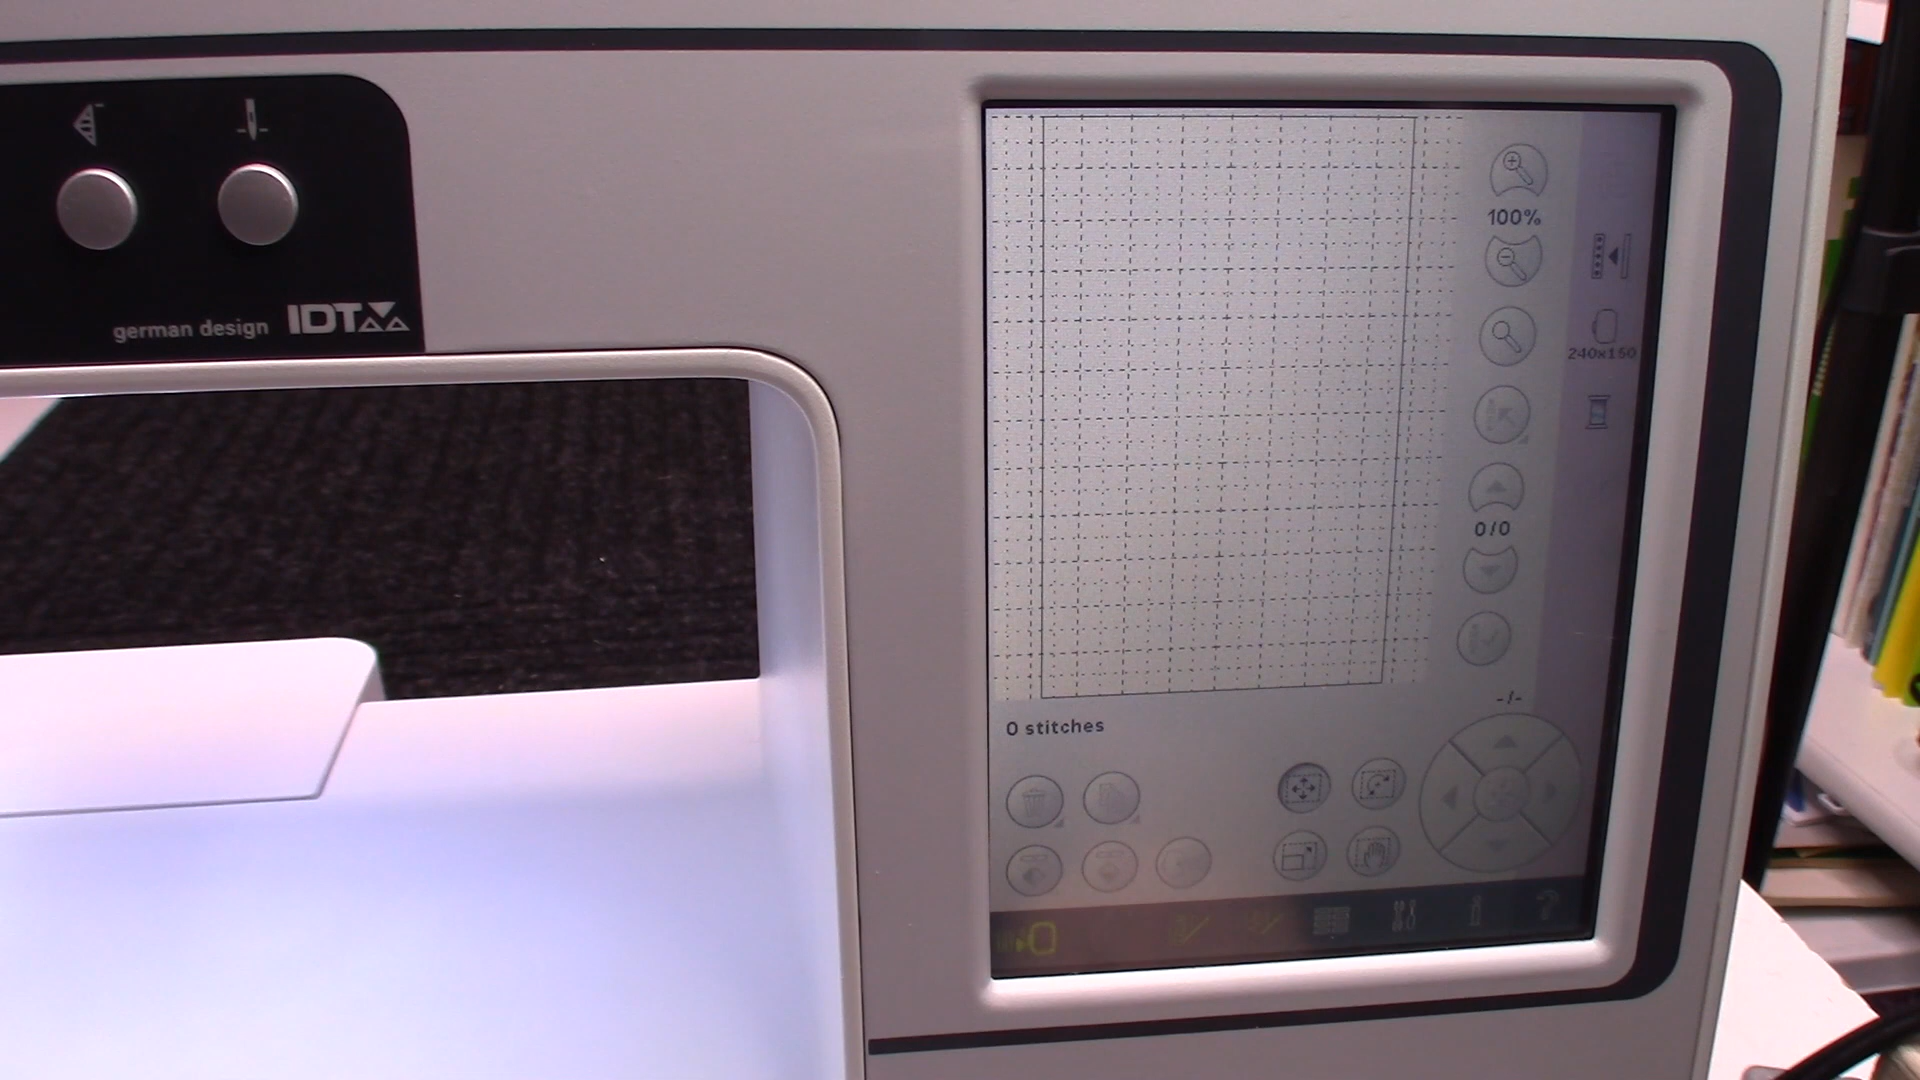 german design IDT
100%
240x150
0/0
-/-
0 stitches